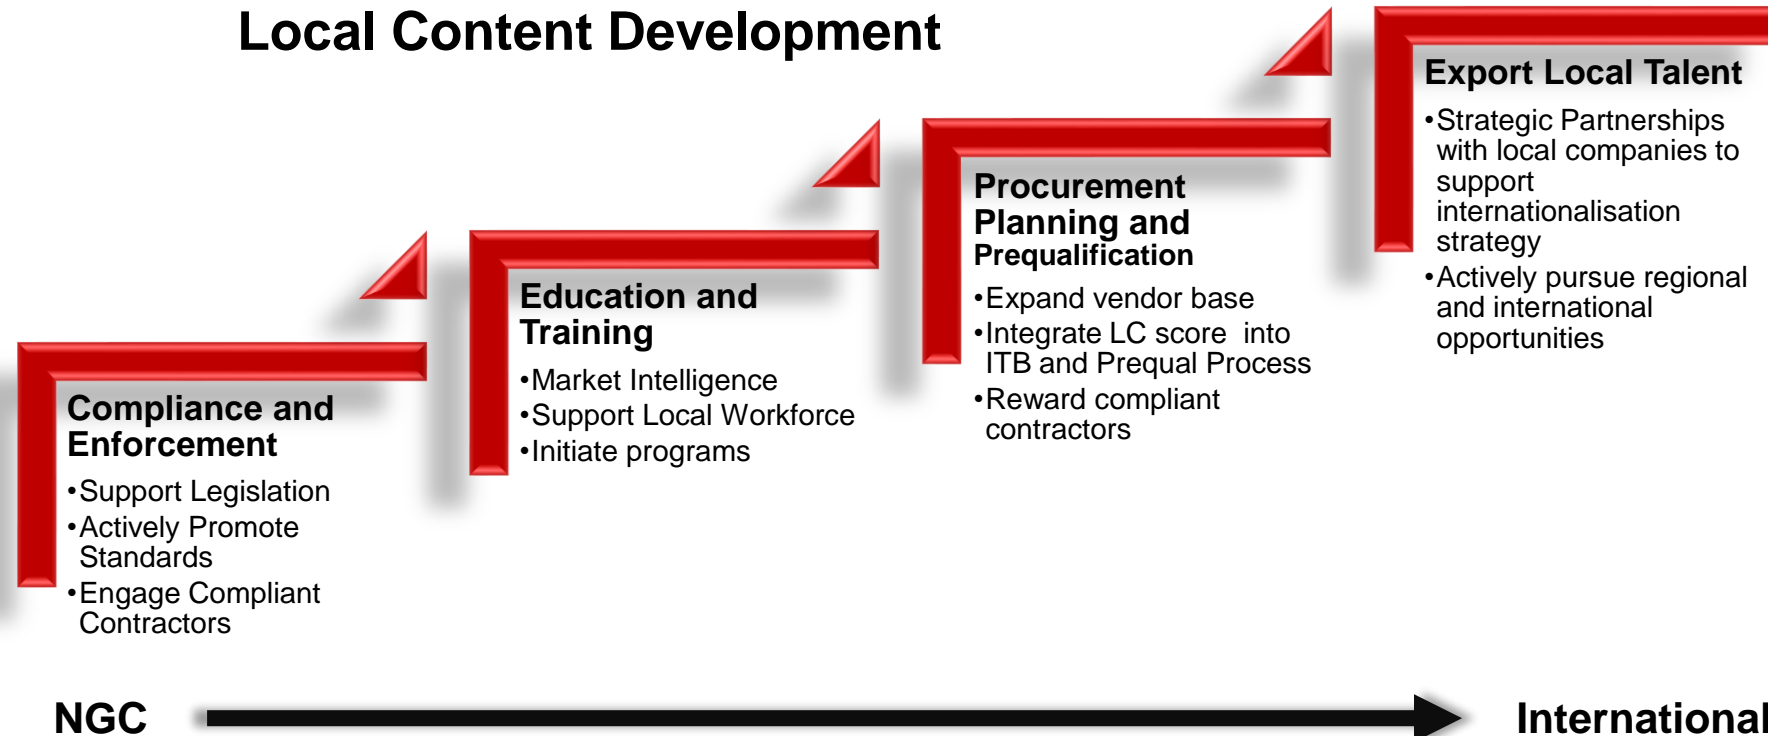 Local Content Development
Compliance and
Enforcement
•Support Legislation
•Actively Promote
Standards
•Engage Compliant
Contractors
Education and
Training
•Market Intelligence
•Support Local Workforce
•Initiate programs
Procurement
Planning and
Prequalification
•Expand vendor base
•Integrate LC score into
ITB and Prequal Process
•Reward compliant
contractors
Export Local Talent
•Strategic Partnerships
with local companies to
support
internationalisation
strategy
•Actively pursue regional
and international
opportunities
NGC
International